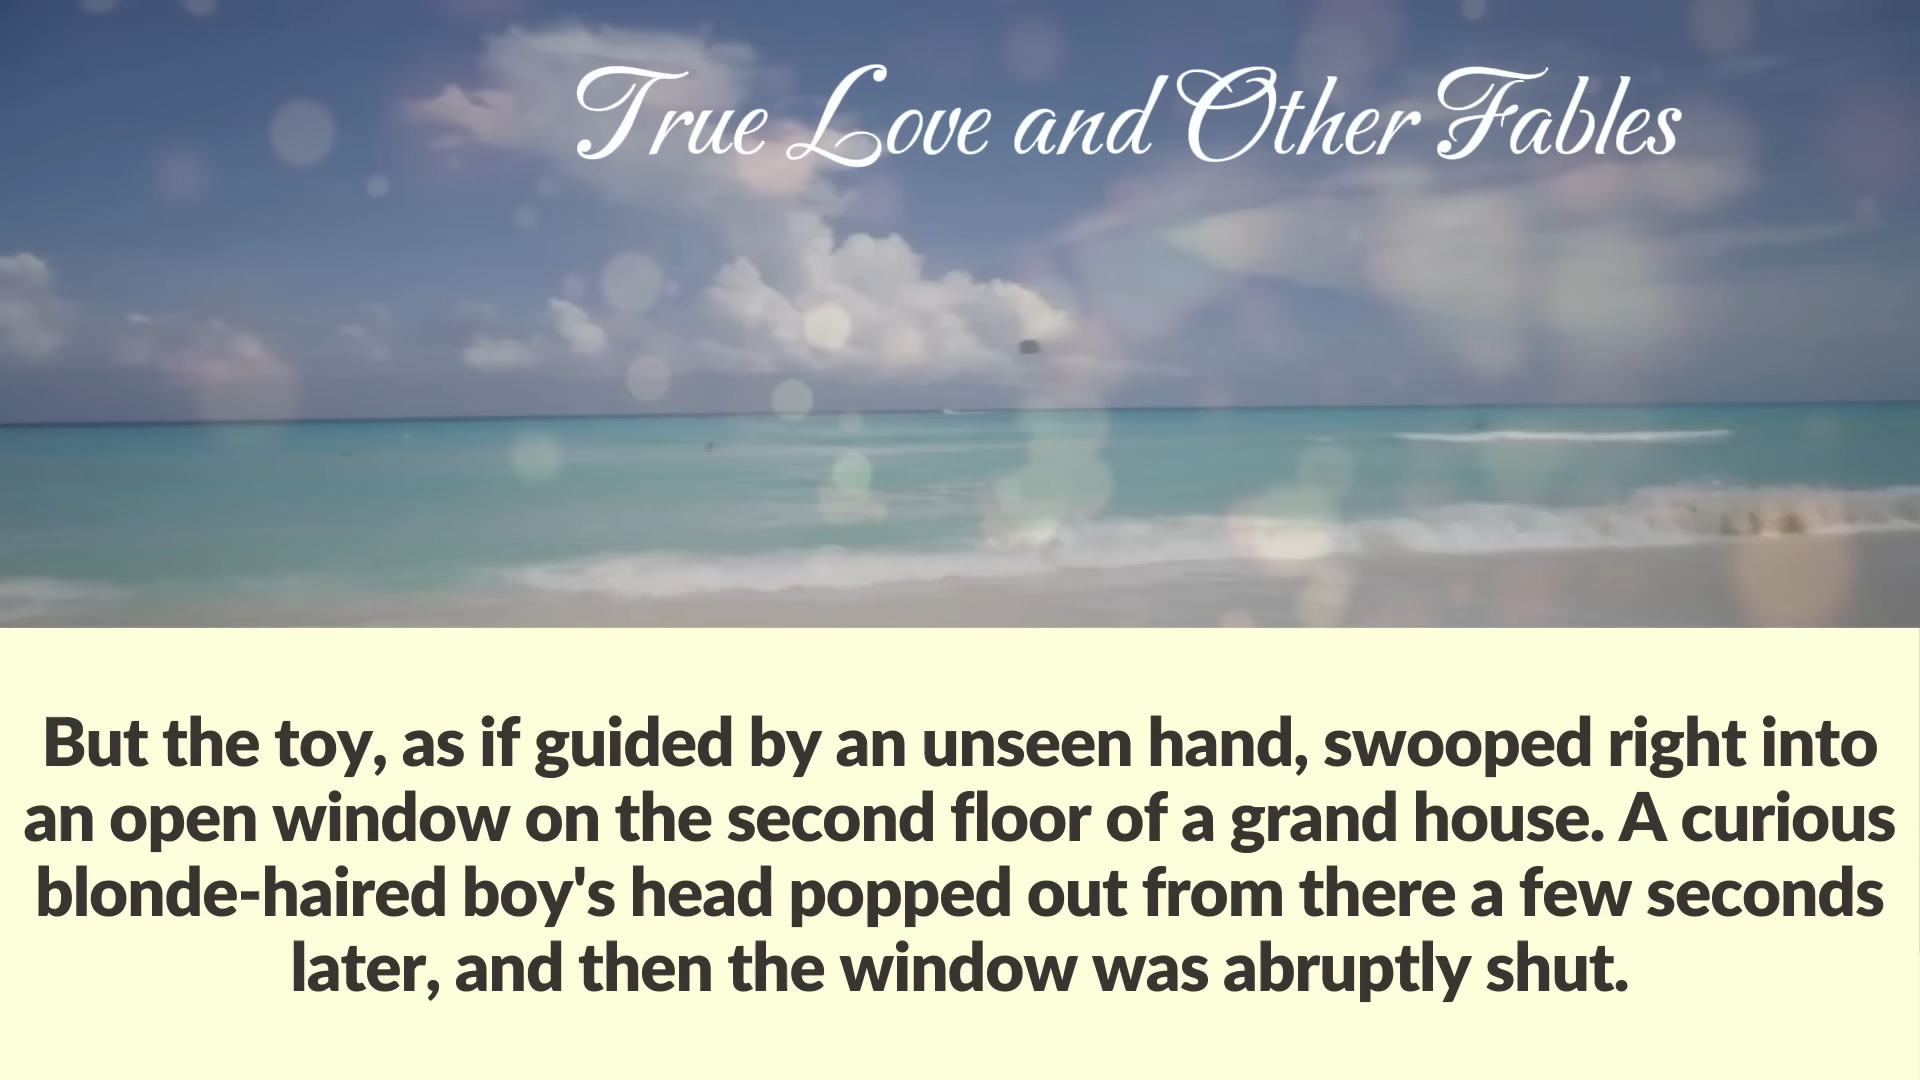 True Love and Other Fables
But the toy, as if guided by an unseen hand, swooped right into
an open window on the second floor of a grand house. A curious
blonde-haired boy's head popped out from there a few seconds
later, and then the window was abruptly shut.